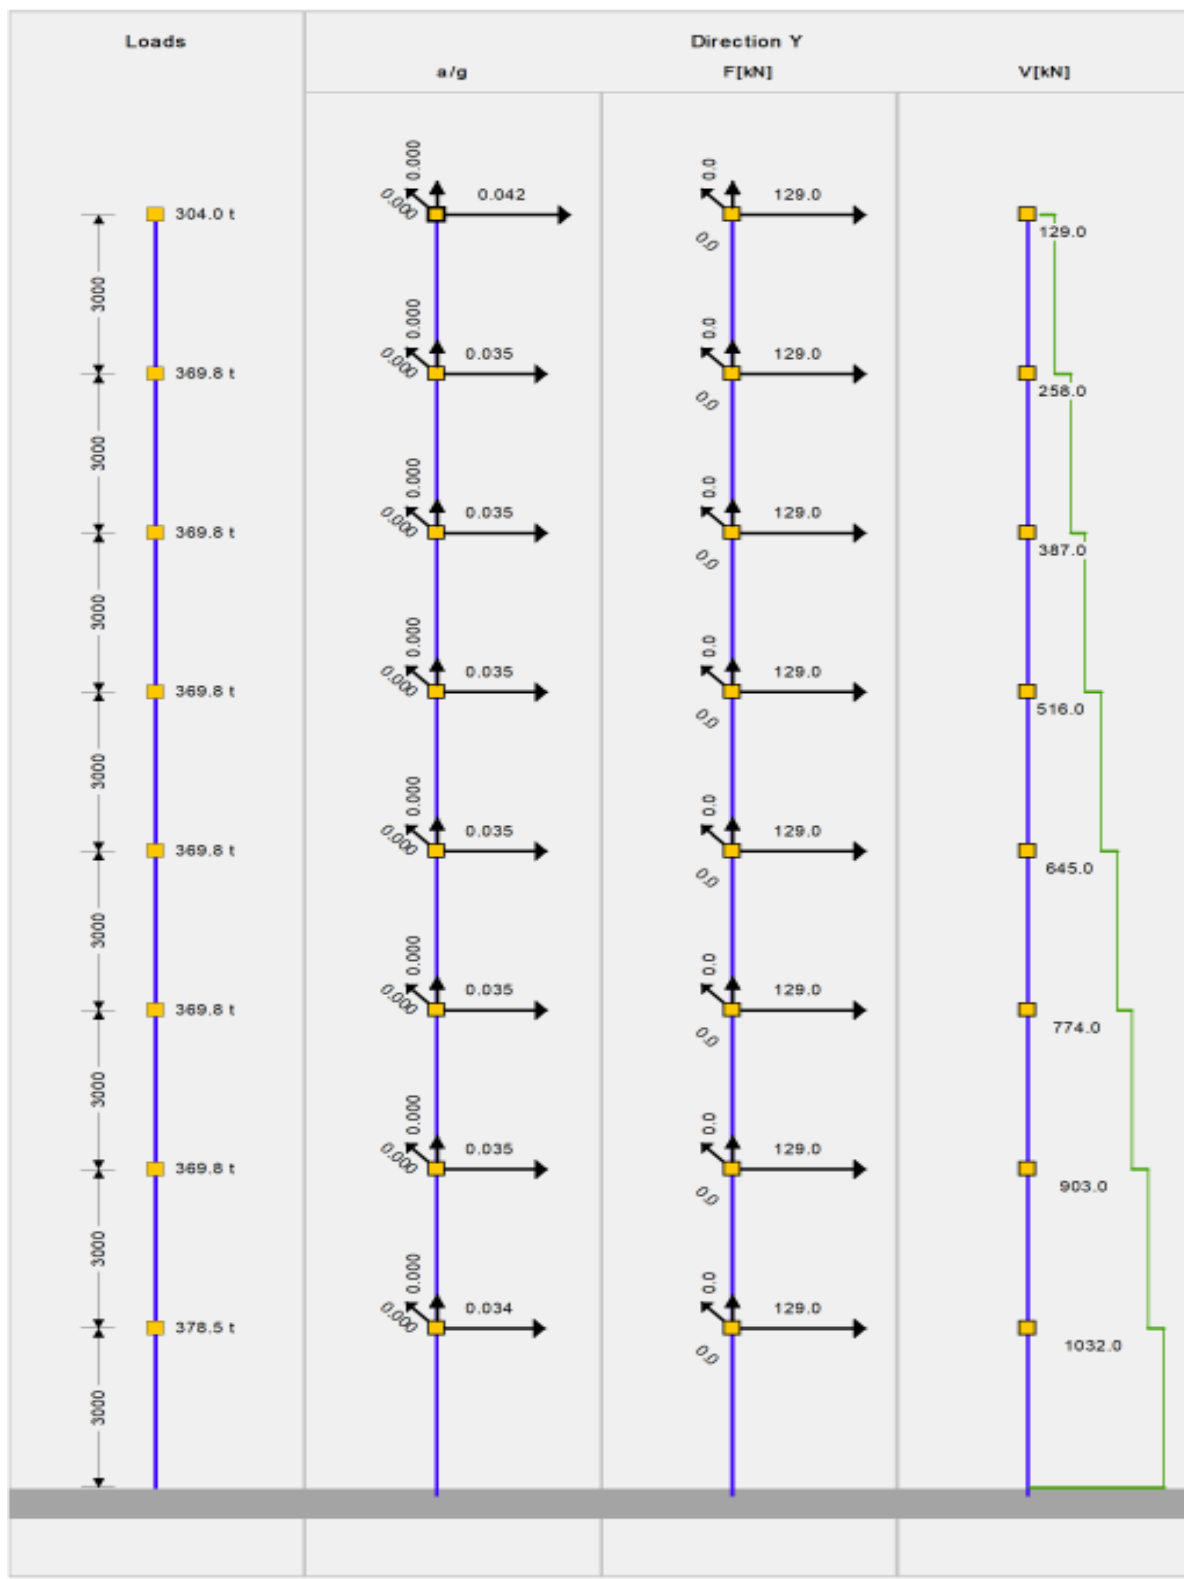 Loads
Direction Y
a/g F[kN] V[kN]
0.000 0.0
0.000 0.042 129.0
304.0 t 0.0 129.0
3000
0.000 0.0
0.000 0.035 129.0
369.8 t 0.0 258.0
3000
0.000 0.0
0.000 0.035 129.0
369.8 t 0.0 387.0
3000
0.000 0.0
0.000 0.035 129.0
369.8 t 0.0 516.0
3000
0.000 0.0
0.000 0.035 129.0
369.8 t 0.0 645.0
3000
0.000 0.0
0.000 0.035 129.0
369.8 t 0.0 774.0
3000
0.000 0.0
0.000 0.035 129.0
369.8 t 0.0 903.0
3000
0.000 0.0
0.000 0.034 129.0
378.5 t 0.0 1032.0
3000